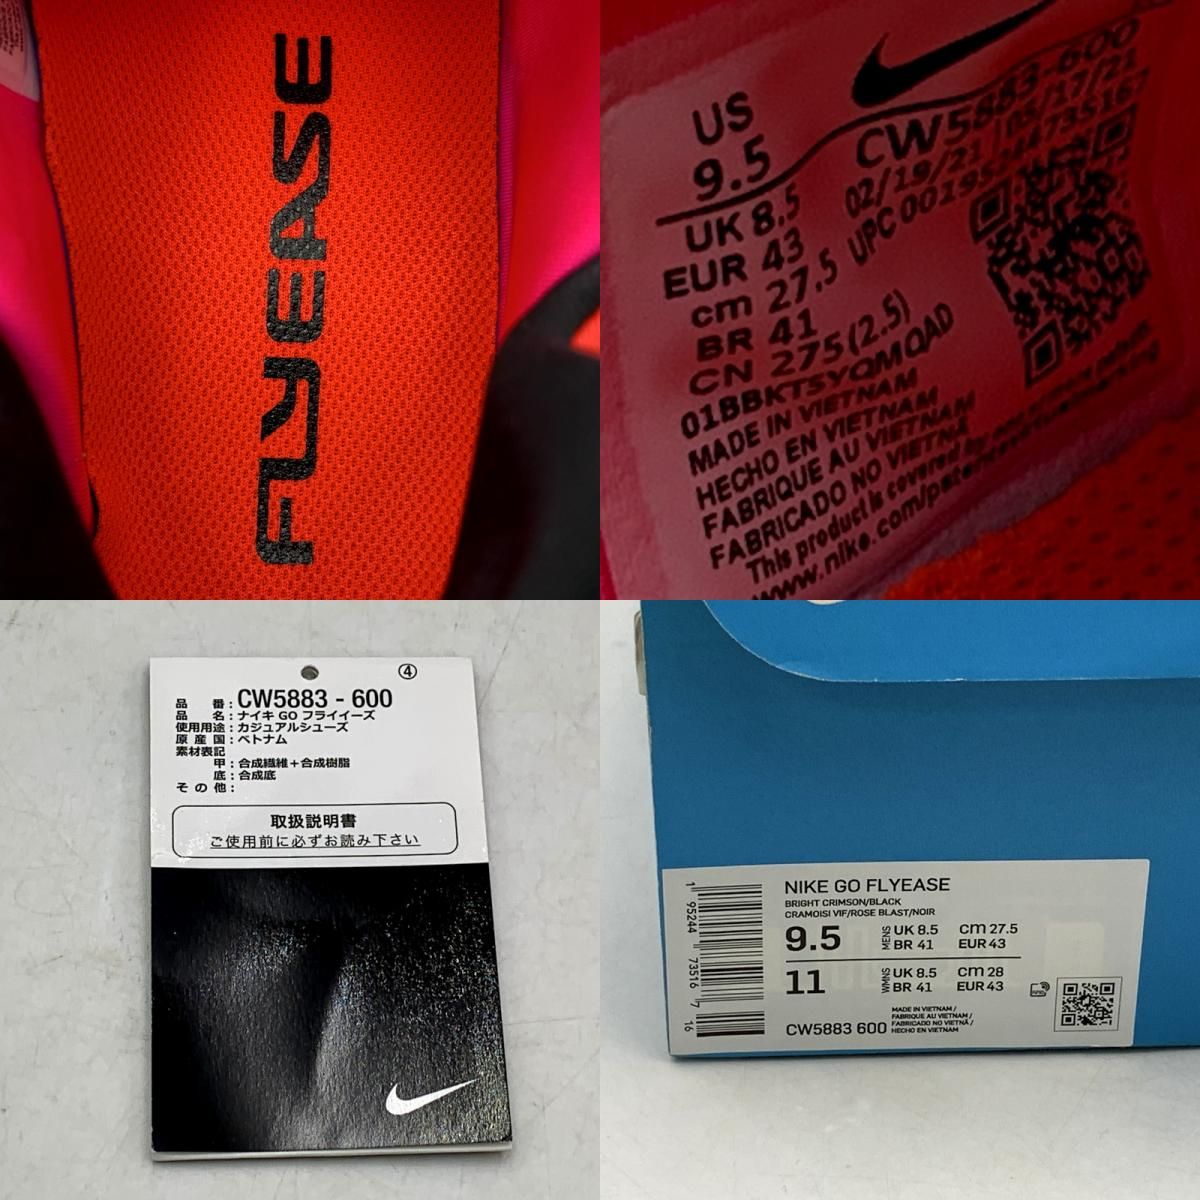 FLYEASE
US
9.5
UK 8.5
EUR 43
cm 27.5
BR 41
CN 275(2.5)
01BBKT5YQMQAD
MADE IN VIETNAM
HECHO EN VIETNAM
FABRIQUE AU VIETNAM
FABRICADO NO VIETNÃ
This product is covered by
www.nike.com/patents
CW5883-600
02/19/21 05/17/21
UPC 00195244735167
④
品番:CW5883-600
品名:ナイキ GO フライイーズ
使用用途:カジュアルシューズ
原産国:ベトナム
素材表記
甲:合成繊維+合成樹脂
底:合成底
その他:
取扱説明書
ご使用前に必ずお読み下さい
1 95244 73516 7 16
NIKE GO FLYEASE
BRIGHT CRIMSON/BLACK
CRAMOISI VIF/ROSE BLAST/NOIR
9.5 MENS UK 8.5 cm 27.5
BR 41 EUR 43
11 WMNS UK 8.5 cm 28
BR 41 EUR 43
CW5883 600
MADE IN VIETNAM /
FABRIQUE AU VIETNAM /
FABRICADO NO VIETNÃ /
HECHO EN VIETNAM